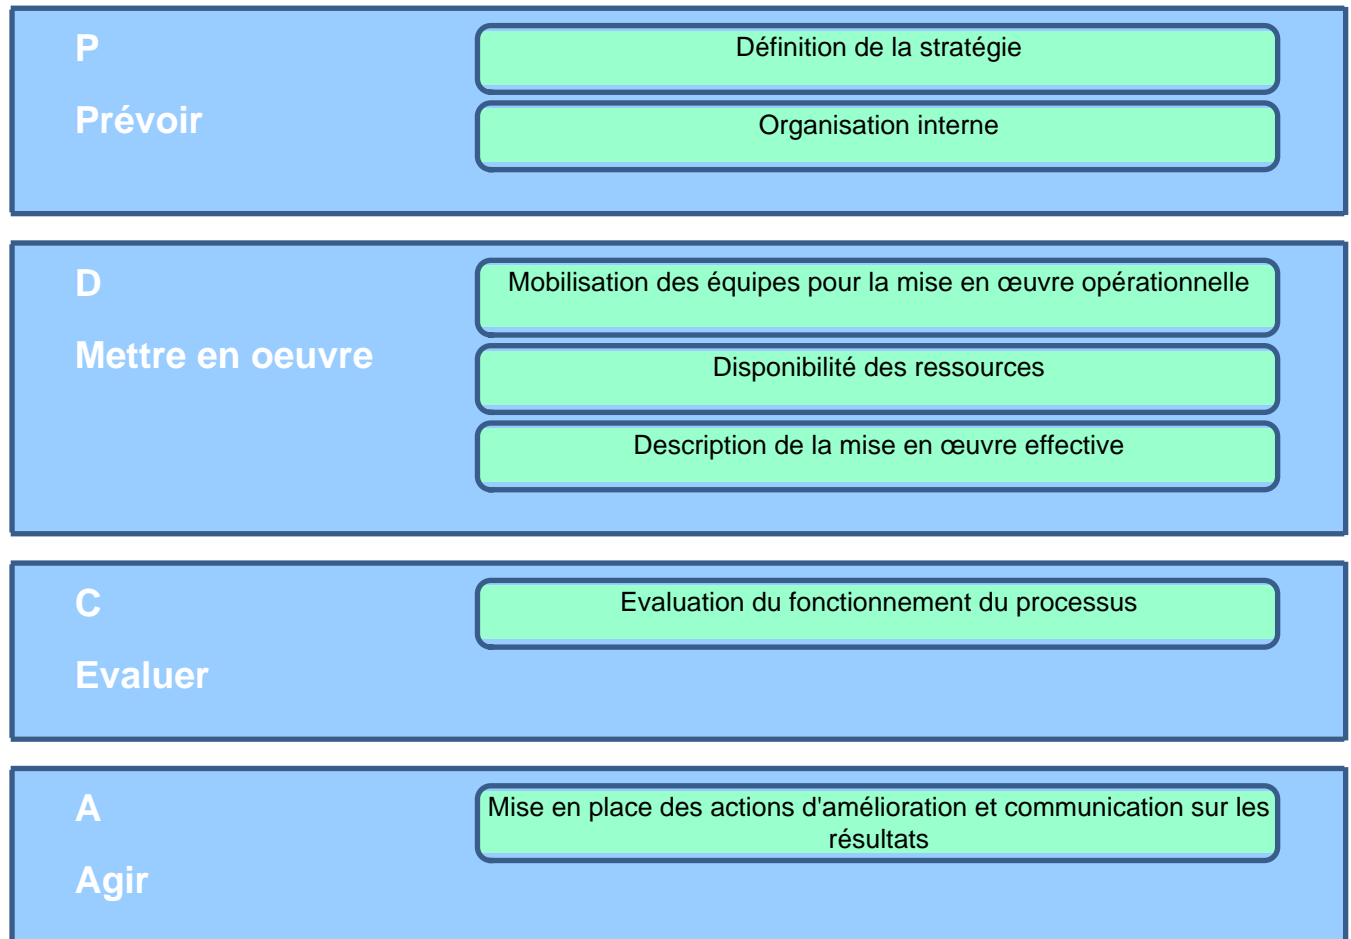 P
Prévoir
Définition de la stratégie
Organisation interne
D
Mettre en oeuvre
Mobilisation des équipes pour la mise en œuvre opérationnelle
Disponibilité des ressources
Description de la mise en œuvre effective
C
Evaluer
Evaluation du fonctionnement du processus
A
Agir
Mise en place des actions d'amélioration et communication sur les
résultats